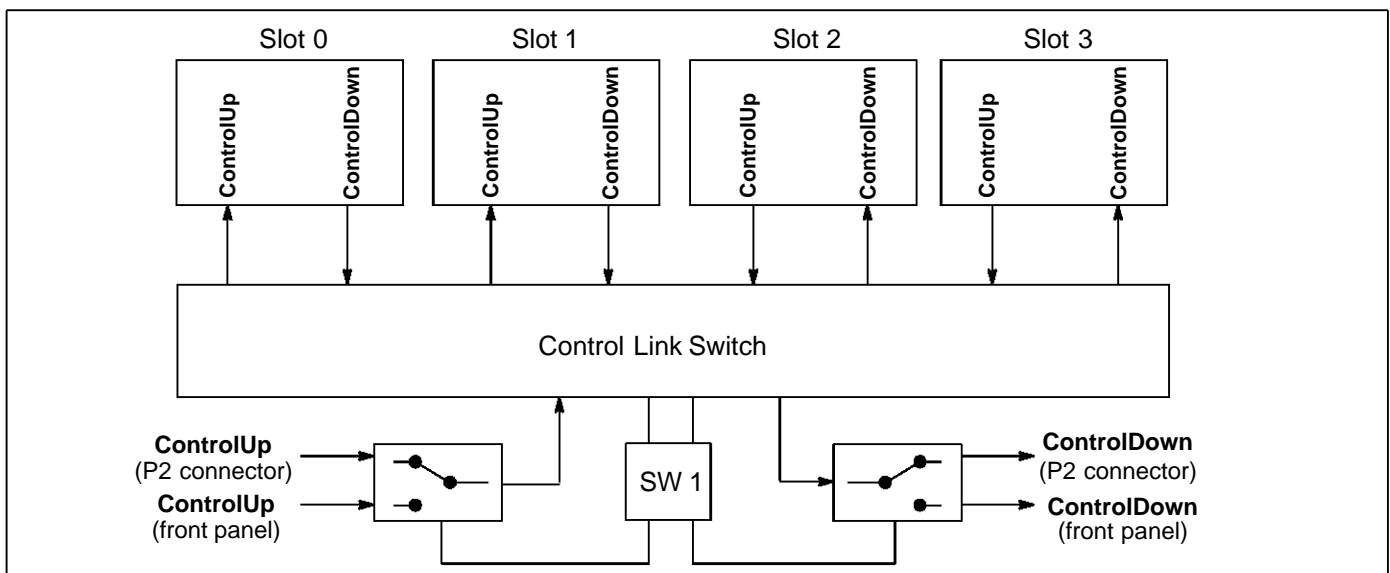 Slot 0
Slot 1
Slot 2
Slot 3
ControlUp
ControlDown
ControlUp
ControlDown
ControlUp
ControlDown
ControlUp
ControlDown
Control Link Switch
ControlUp
(P2 connector)
ControlUp
(front panel)
SW 1
ControlDown
(P2 connector)
ControlDown
(front panel)